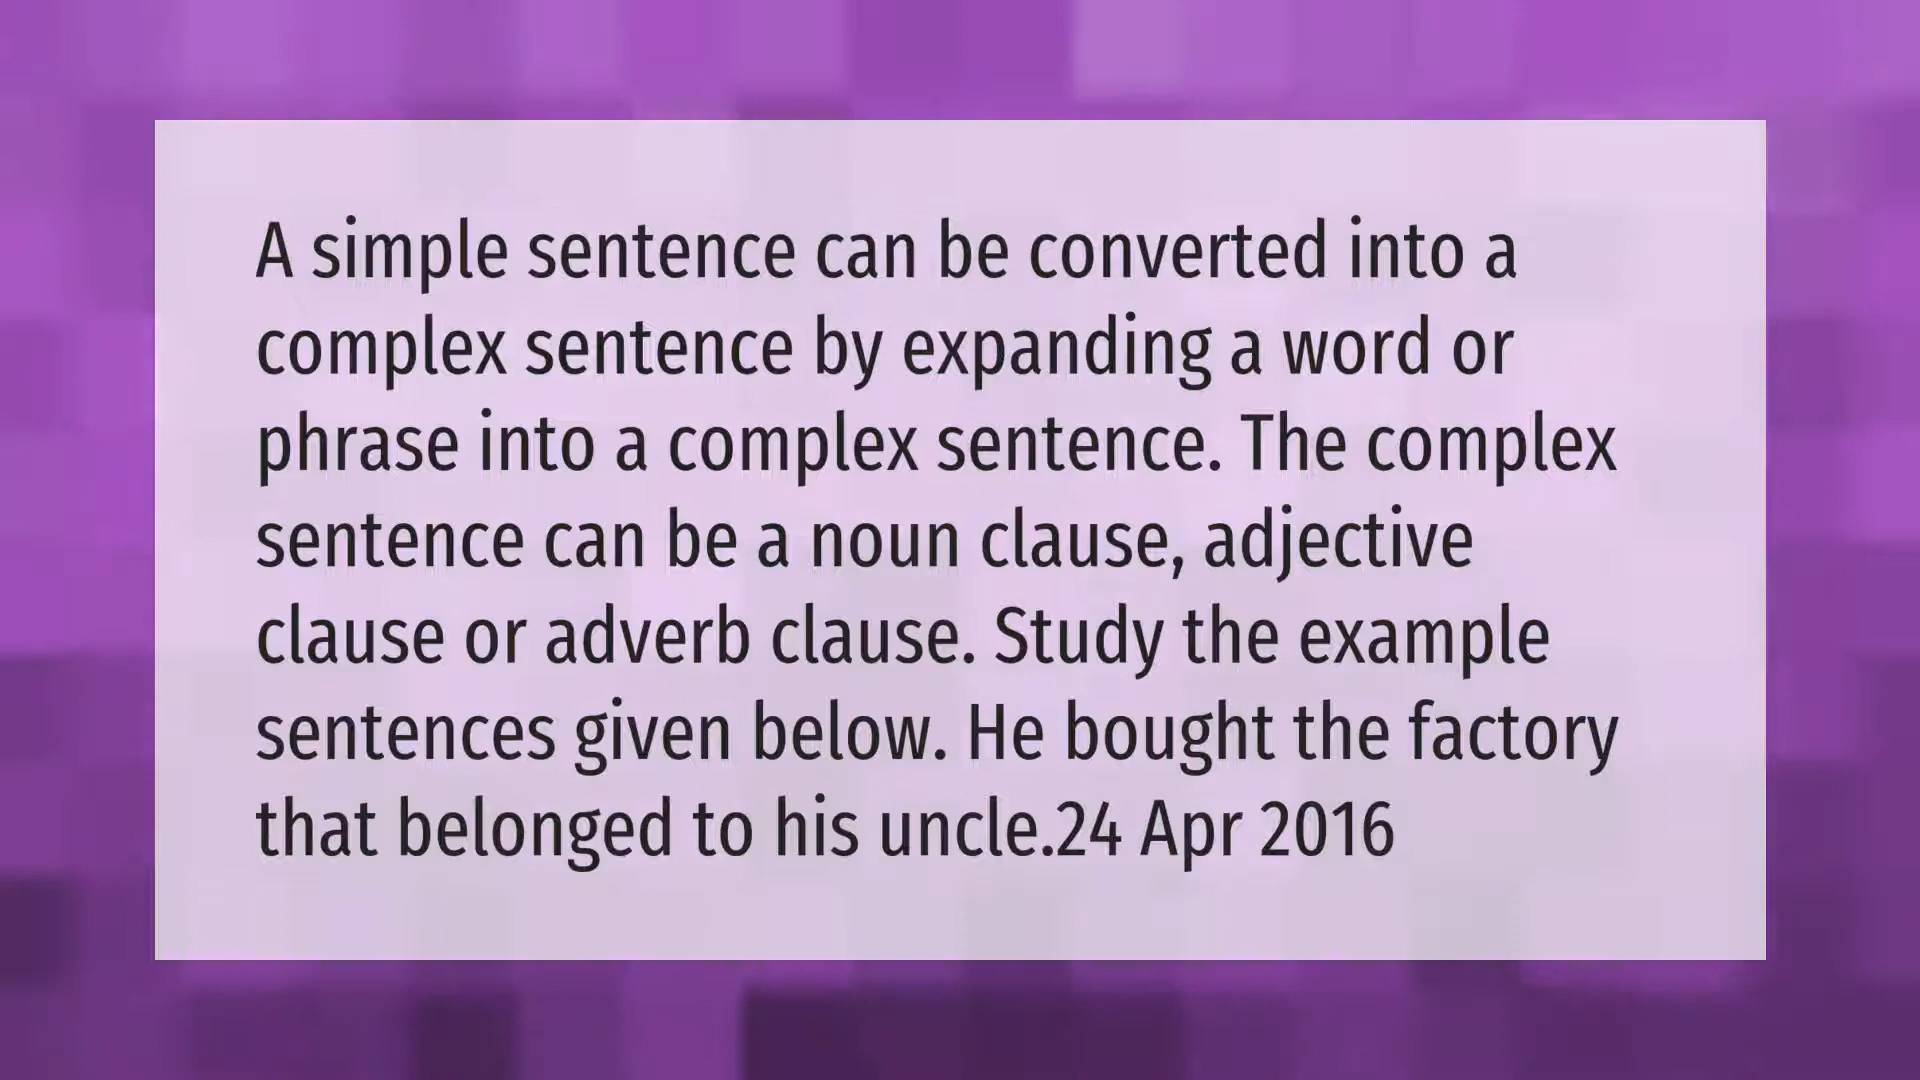 A simple sentence can be converted into a
complex sentence by expanding a word or
phrase into a complex sentence. The complex
sentence can be a noun clause, adjective
clause or adverb clause. Study the example
sentences given below. He bought the factory
that belonged to his uncle.24 Apr 2016